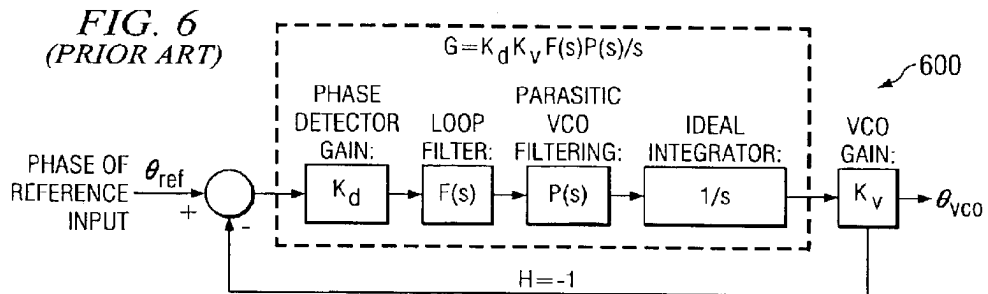 FIG. 6
(PRIOR ART)
G=KdKvF(s)P(s)/s
600
PHASE DETECTOR GAIN:
LOOP FILTER:
PARASITIC VCO FILTERING:
IDEAL INTEGRATOR:
VCO GAIN:
PHASE OF REFERENCE INPUT
θref
+
-
Kd
F(s)
P(s)
1/s
Kv
θVCO
H=-1